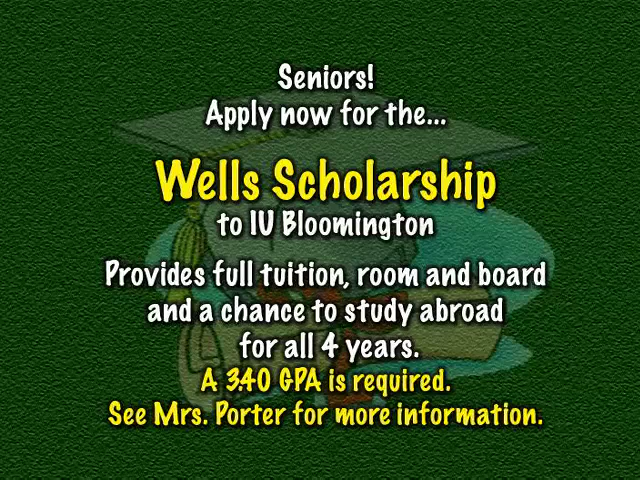 Seniors!
Apply now for the...
Wells Scholarship
to IU Bloomington
Provides full tuition, room and board
and a chance to study abroad
for all 4 years.
A 3.40 GPA is required.
See Mrs. Porter for more information.